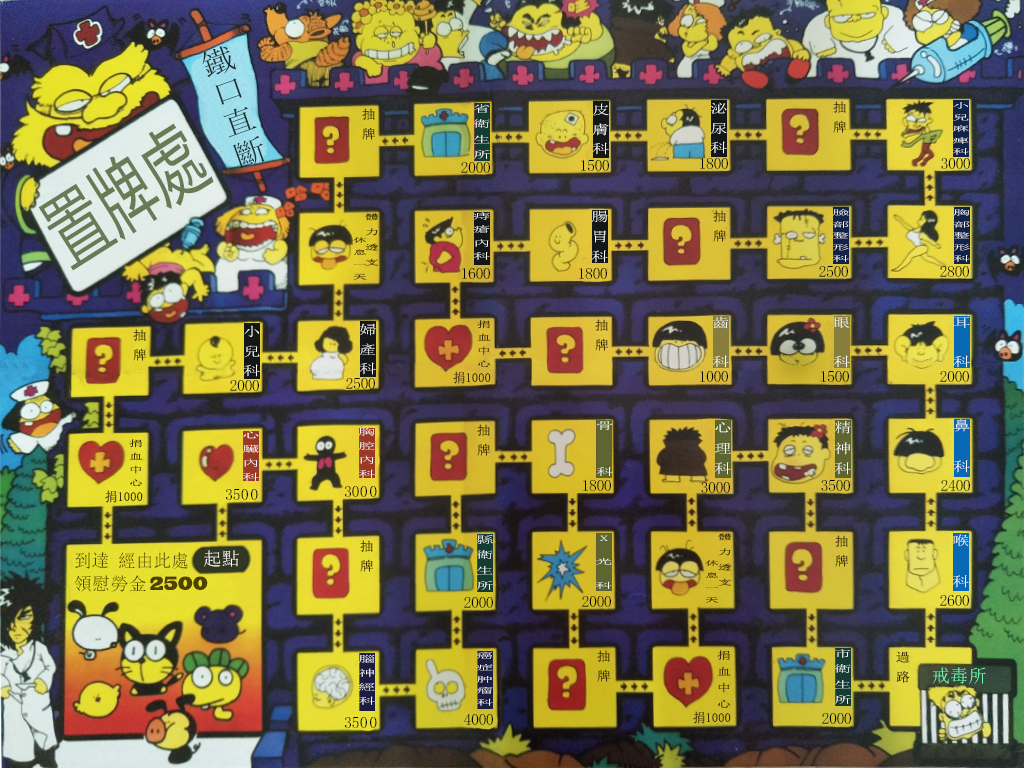 鐵口直斷
置牌處
抽牌
省衛生所
2000
皮膚科
1500
泌尿科
1800
抽牌
小兒麻痺科
3000
體力透支
休息一天
痔瘡內科
1600
腸胃科
1800
抽牌
臉部整形科
2500
胸部整形科
2800
抽牌
小兒科
2000
婦產科
2500
捐血中心
捐1000
抽牌
齒科
1000
眼科
1500
耳科
2000
捐血中心
捐1000
心臟內科
3500
胸腔內科
3000
抽牌
骨科
1800
心理科
3000
精神科
3500
鼻科
2400
到達 經由此處 起點
領慰勞金2500
抽牌
縣衛生所
2000
X光科
2000
體力透支
休息一天
抽牌
喉科
2600
腦神經科
3500
癌症肿瘤科
4000
抽牌
捐血中心
捐1000
市衛生所
2000
過路
戒毒所